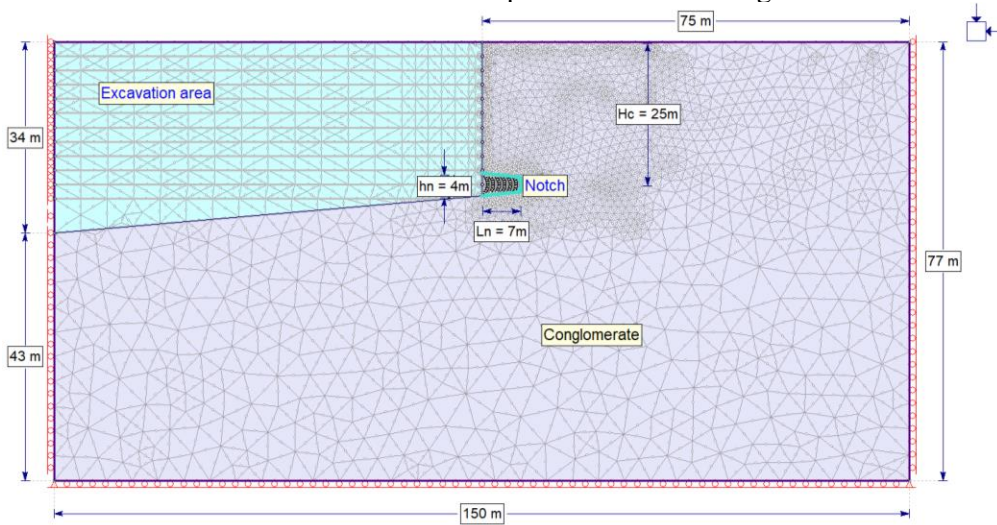 75 m
Excavation area
Hc = 25m
34 m
hn = 4m
Notch
Ln = 7m
77 m
Conglomerate
43 m
150 m